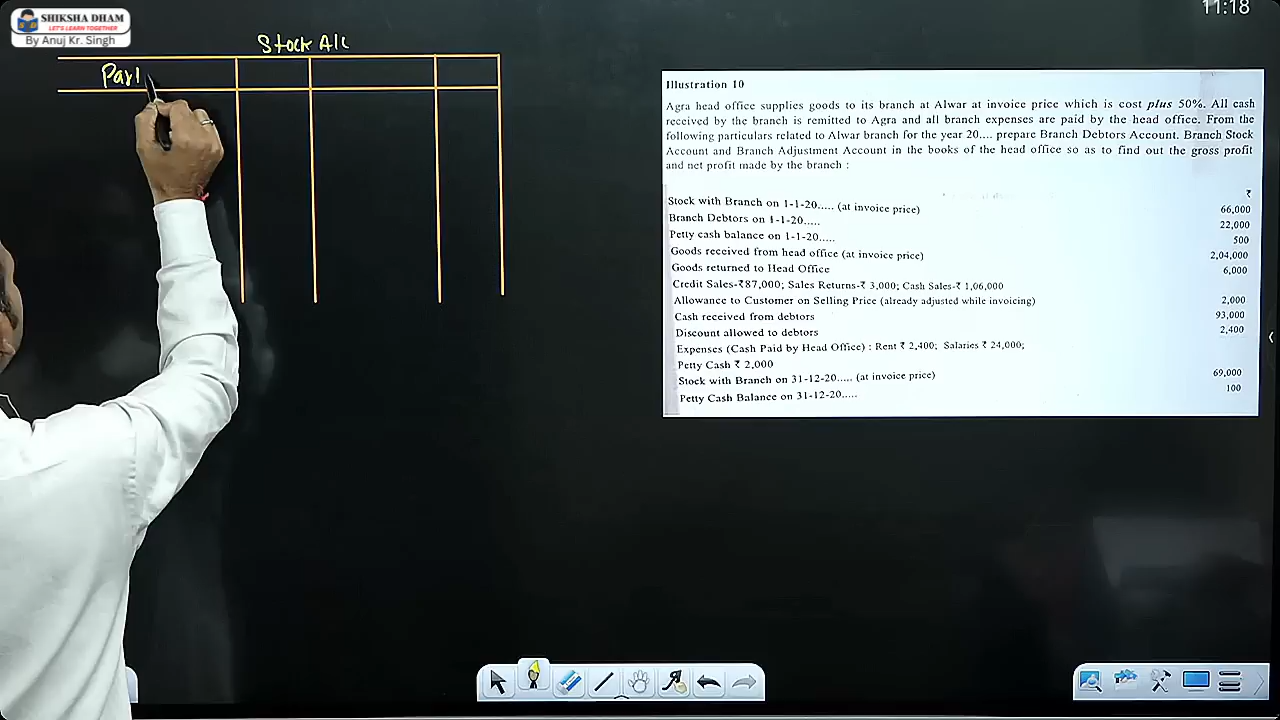 11:18
SHIKSHA DHAM
LET'S LEARN TOGETHER
By Anuj Kr. Singh
Stock A/c
Par
Illustration 10
Agra head office supplies goods to its branch at Alwar at invoice price which is cost plus 50%. All cash
received by the branch is remitted to Agra and all branch expenses are paid by the head office. From the
following particulars related to Alwar branch for the year 20.... prepare Branch Debtors Account. Branch Stock
Account and Branch Adjustment Account in the books of the head office so as to find out the gross profit
and net profit made by the branch :
₹
Stock with Branch on 1-1-20..... (at invoice price) 66,000
Branch Debtors on 1-1-20..... 22,000
Petty cash balance on 1-1-20..... 500
Goods received from head office (at invoice price) 2,04,000
Goods returned to Head Office 6,000
Credit Sales-₹87,000; Sales Returns-₹ 3,000; Cash Sales-₹ 1,06,000
Allowance to Customer on Selling Price (already adjusted while invoicing) 2,000
Cash received from debtors 93,000
Discount allowed to debtors 2,400
Expenses (Cash Paid by Head Office) : Rent ₹ 2,400; Salaries ₹ 24,000;
Petty Cash ₹ 2,000
Stock with Branch on 31-12-20..... (at invoice price) 69,000
Petty Cash Balance on 31-12-20..... 100